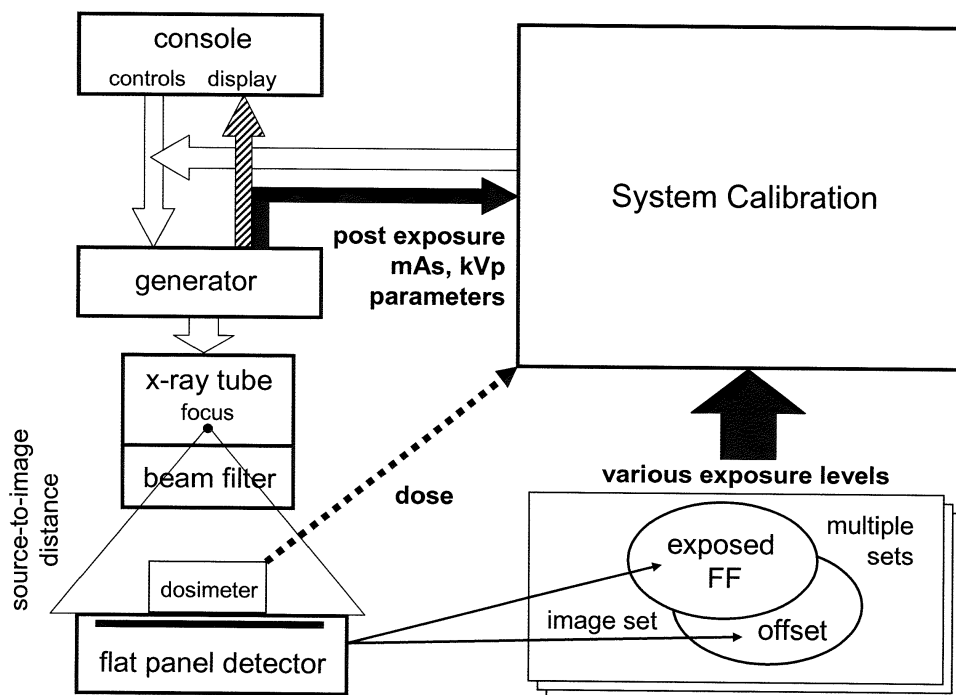 console
controls display
System Calibration
post exposure
mAs, kVp
parameters
generator
x-ray tube
focus
beam filter
source-to-image
distance
dose
various exposure levels
multiple
sets
exposed
FF
dosimeter
image set
offset
flat panel detector